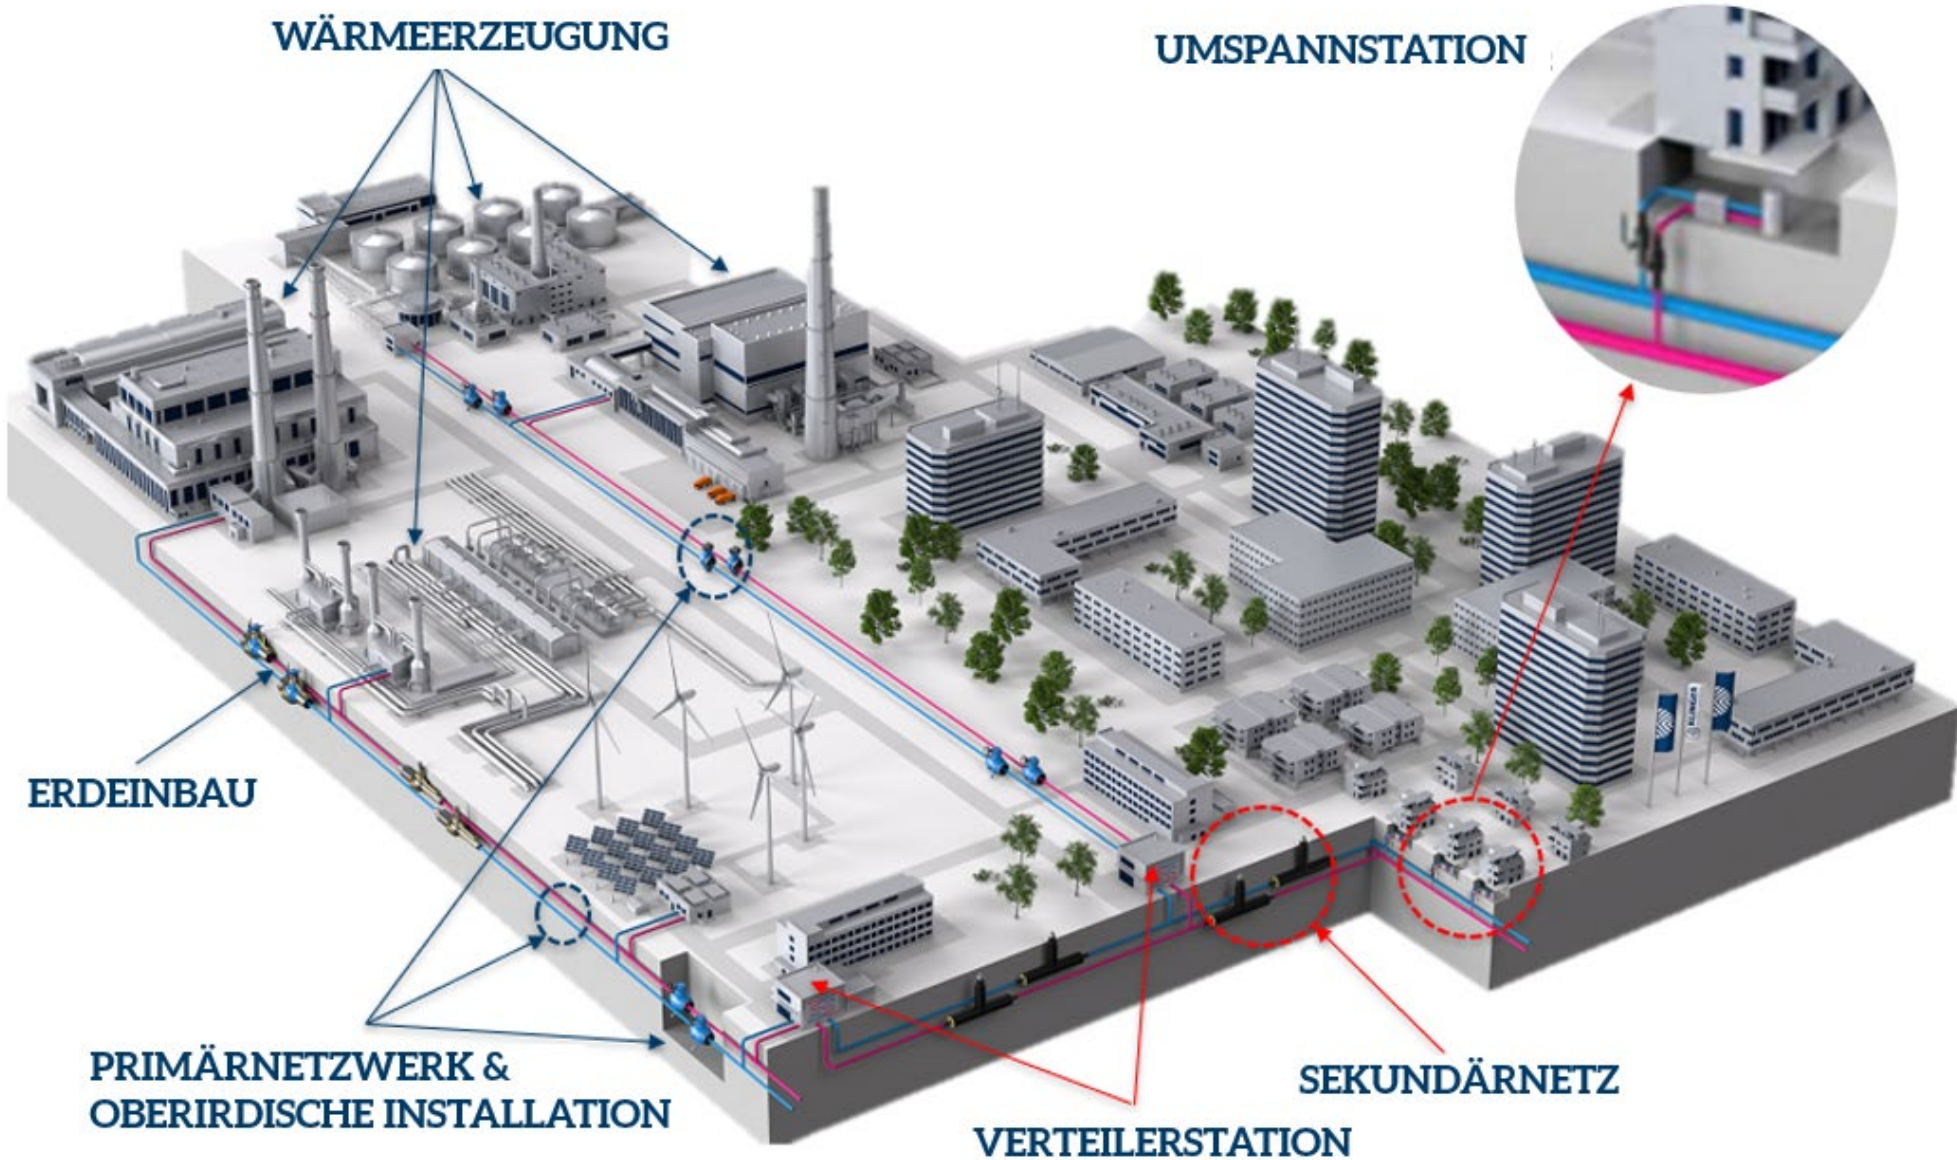 WÄRMEERZEUGUNG
UMSPANNSTATION
ERDEINBAU
PRIMÄRNETZWERK &
OBERIRDISCHE INSTALLATION
SEKUNDÄRNETZ
VERTEILERSTATION